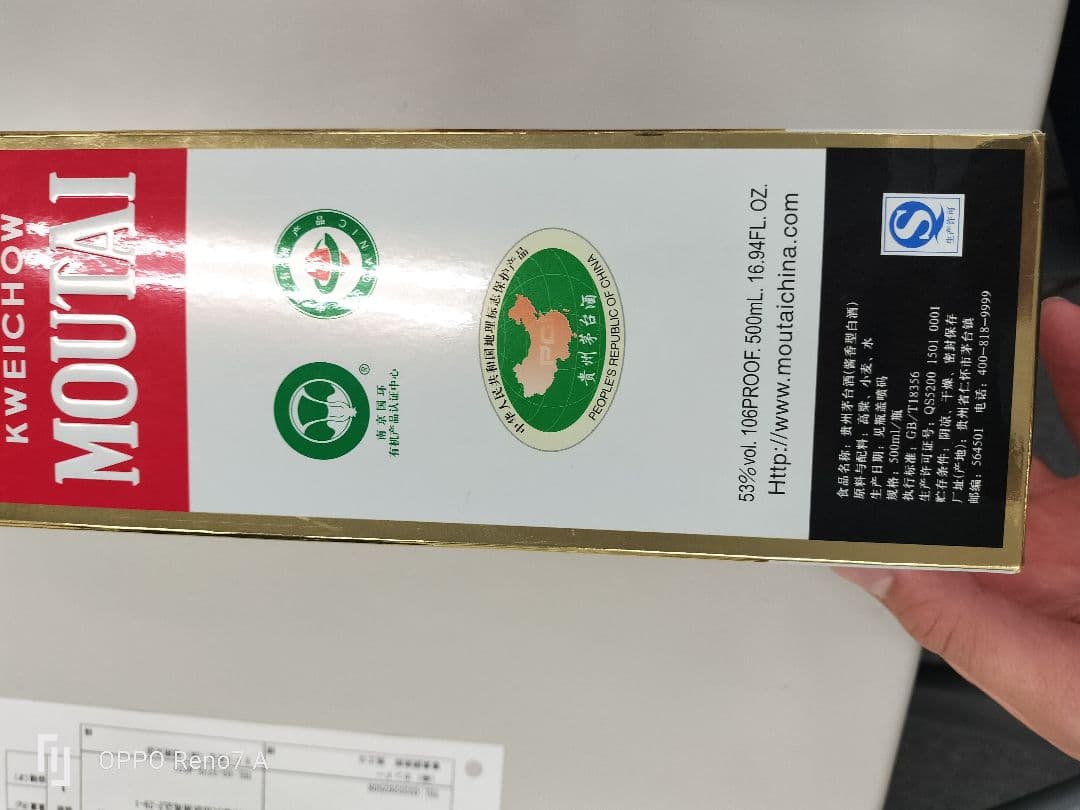 KWEICHOW
MOUTAI
有机产品
ORGANIC
®
南京国环
有机产品认证中心
中华人民共和国地理标志保护产品
PGI
贵州茅台酒
PEOPLE'S REPUBLIC OF CHINA
53%vol. 106PROOF. 500mL. 16.94FL. OZ.
Http://www.moutaichina.com
食品名称：贵州茅台酒(酱香型白酒)
原料与配料：高粱、小麦、水
生产日期：见瓶盖喷码
规格：500ml/瓶
执行标准：GB/T18356
生产许可证号：QS5200 1501 0001
贮存条件：阴凉、干燥、密封保存
厂址(产地)：贵州省仁怀市茅台镇
邮编：564501 电话：400-818-9999
生产许可
OPPO Reno7 A